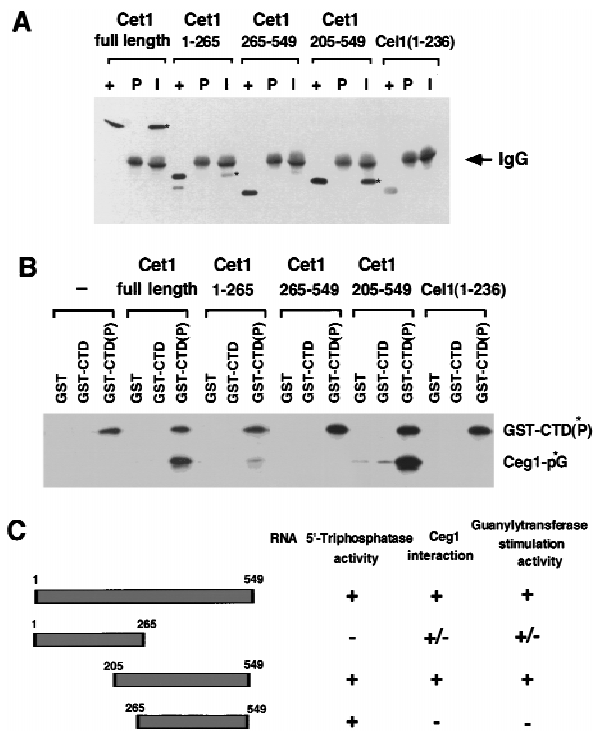 A
Cet1 Cet1 Cet1 Cet1
full length 1-265 265-549 205-549 Cel1(1-236)
+ P I + P I + P I + P I + P I
*
*
*
IgG
B
Cet1 Cet1 Cet1 Cet1
– full length 1-265 265-549 205-549 Cel1(1-236)
GST GST-CTD GST-CTD(P) GST GST-CTD GST-CTD(P) GST GST-CTD GST-CTD(P) GST GST-CTD GST-CTD(P) GST GST-CTD GST-CTD(P) GST GST-CTD GST-CTD(P)
GST-CTD(P*)
Ceg1-p*G
C
RNA 5'-Triphosphatase activity
Ceg1 interaction
Guanylytransferase stimulation activity
1 549 + + +
1 265 - +/- +/-
205 549 + + +
265 549 + - -